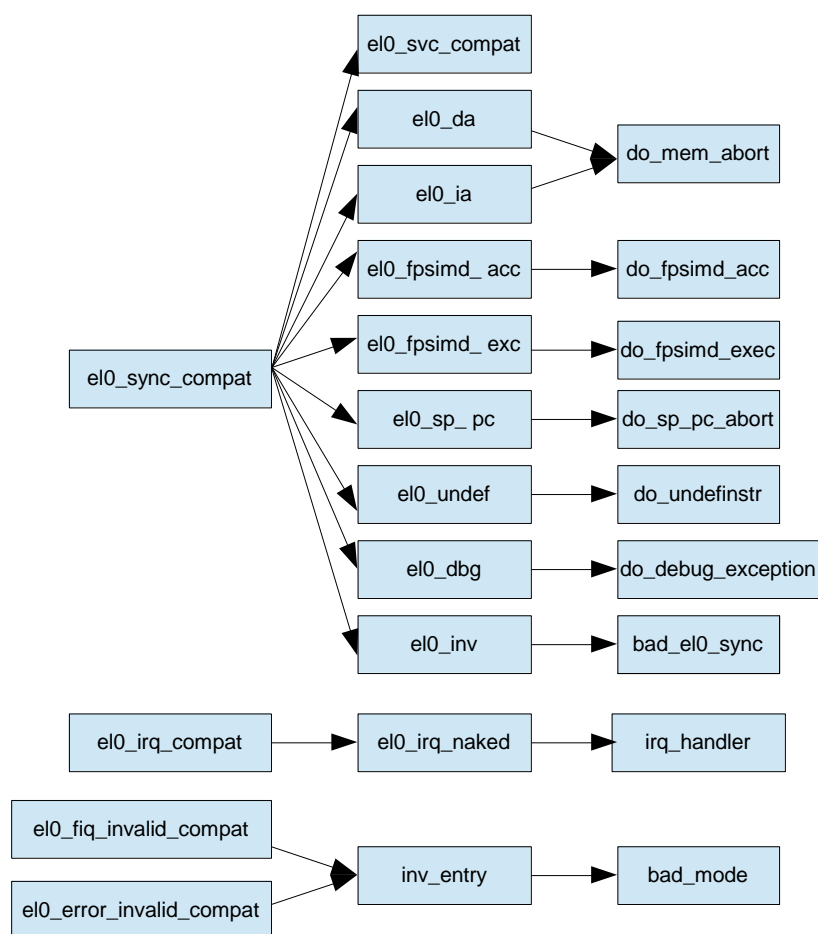 el0_svc_compat
el0_da
do_mem_abort
el0_ia
el0_fpsimd_ acc
do_fpsimd_acc
el0_fpsimd_ exc
do_fpsimd_exec
el0_sync_compat
el0_sp_ pc
do_sp_pc_abort
el0_undef
do_undefinstr
el0_dbg
do_debug_exception
el0_inv
bad_el0_sync
el0_irq_compat
el0_irq_naked
irq_handler
el0_fiq_invalid_compat
inv_entry
bad_mode
el0_error_invalid_compat